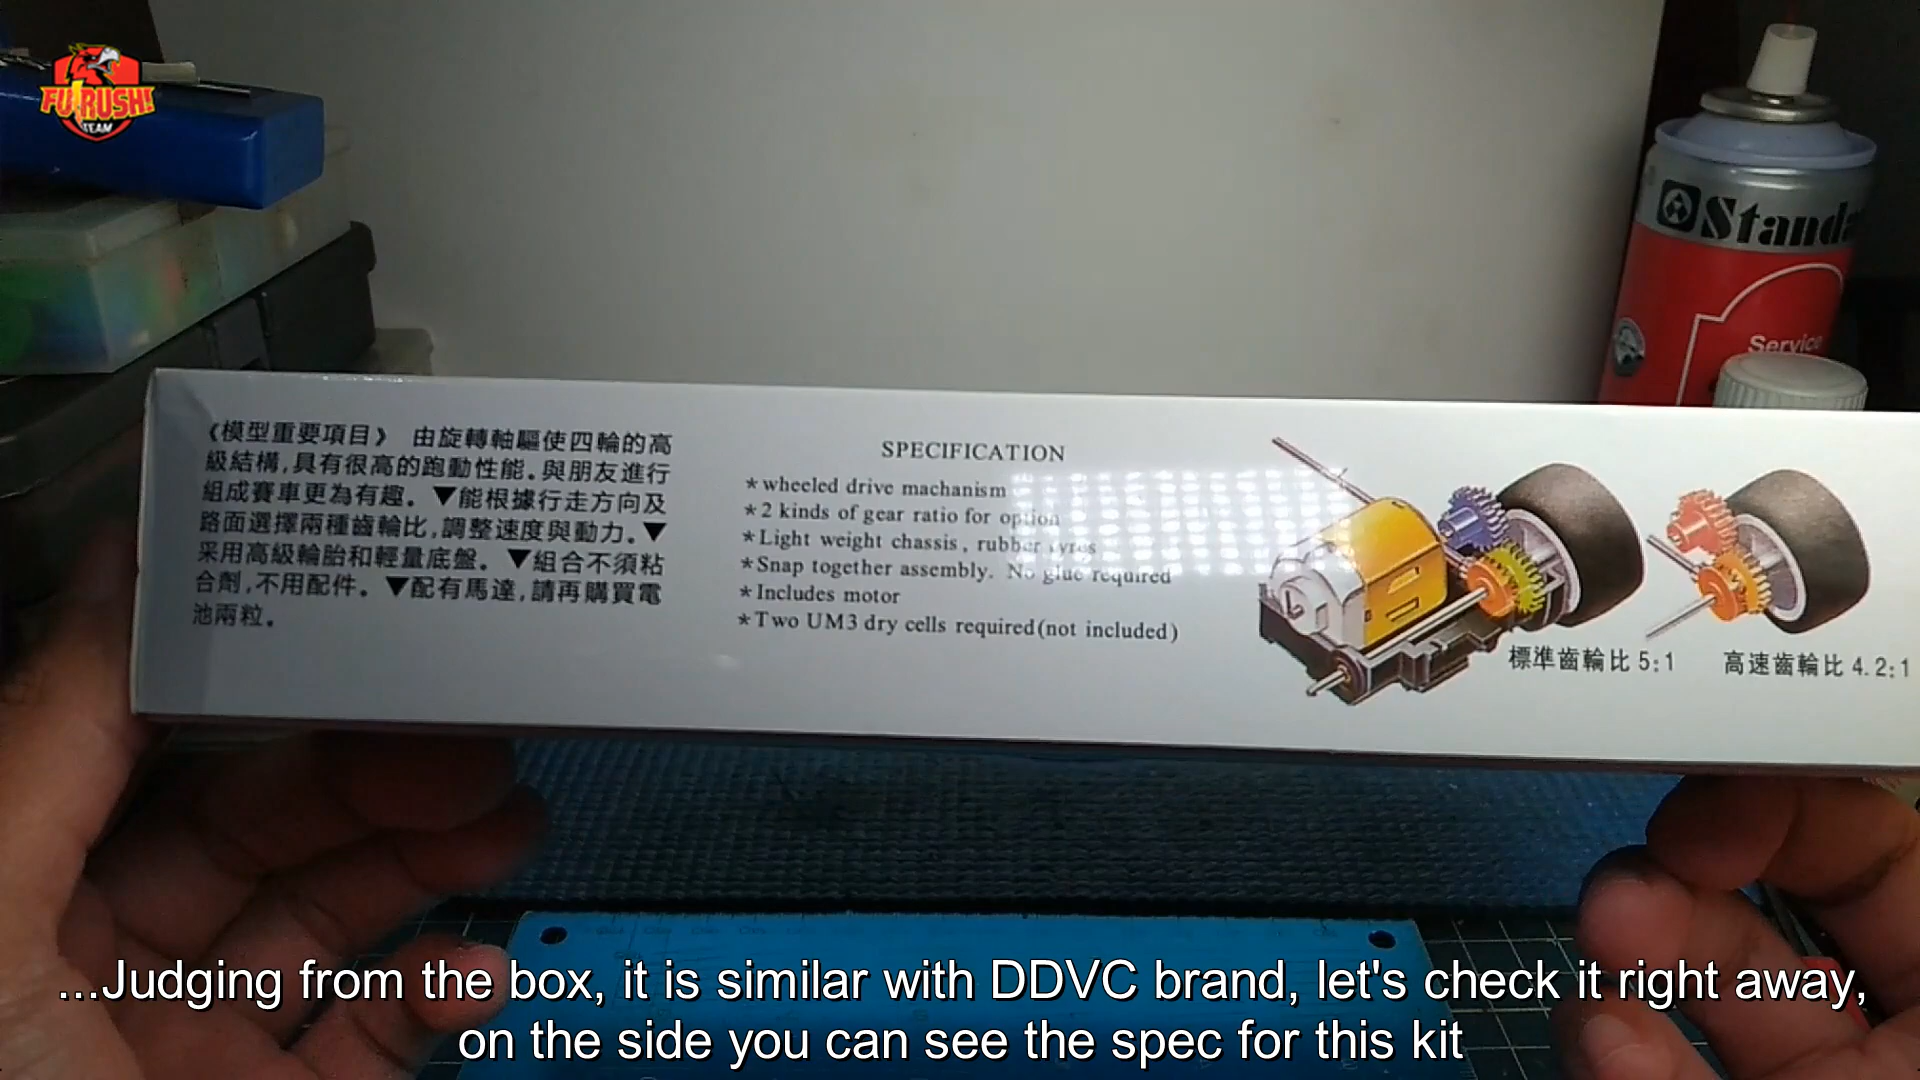 FU RUSH!
TEAM
Standa
Service
《模型重要項目》 由旋轉軸驅使四輪的高
級結構,具有很高的跑動性能。與朋友進行
組成賽車更為有趣。▼能根據行走方向及
路面選擇兩種齒輪比,調整速度與動力。▼
采用高級輪胎和輕量底盤。▼組合不須粘
合劑,不用配件。▼配有馬達,請再購買電
池兩粒。
SPECIFICATION
*wheeled drive machanism
*2 kinds of gear ratio for option
*Light weight chassis, rubber tyres
*Snap together assembly. No glue required
*Includes motor
*Two UM3 dry cells required(not included)
標準齒輪比 5:1
高速齒輪比 4.2:1
...Judging from the box, it is similar with DDVC brand, let's check it right away,
on the side you can see the spec for this kit